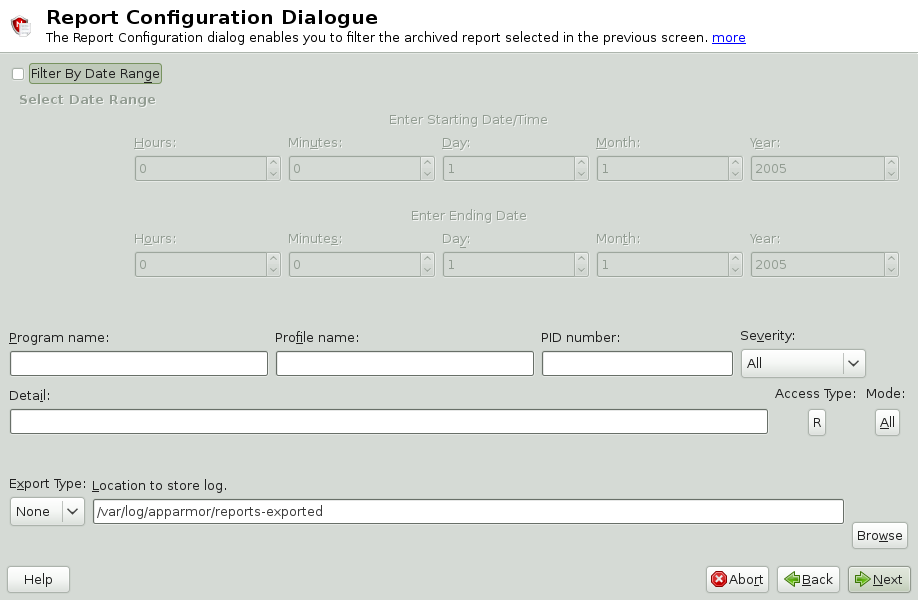 Report Configuration Dialogue
The Report Configuration dialog enables you to filter the archived report selected in the previous screen. more
Filter By Date Range
Select Date Range
Enter Starting Date/Time
Hours: Minutes: Day: Month: Year:
0 0 1 1 2005
Enter Ending Date
Hours: Minutes: Day: Month: Year:
0 0 1 1 2005
Program name: Profile name: PID number: Severity:
All
Detail: Access Type: Mode:
R All
Export Type: Location to store log.
None /var/log/apparmor/reports-exported
Browse
Help Abort Back Next